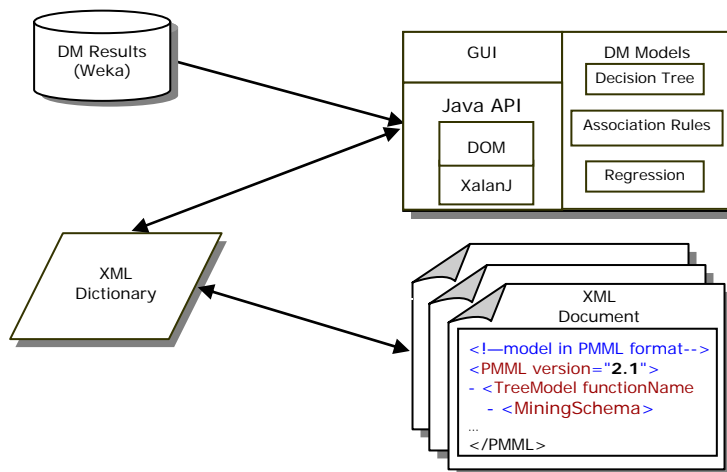 DM Results
(Weka)
GUI
Java API
DOM
XalanJ
DM Models
Decision Tree
Association Rules
Regression
XML
Dictionary
XML
Document
<!—model in PMML format-->
<PMML version="2.1">
- <TreeModel functionName
- <MiningSchema>
...
</PMML>